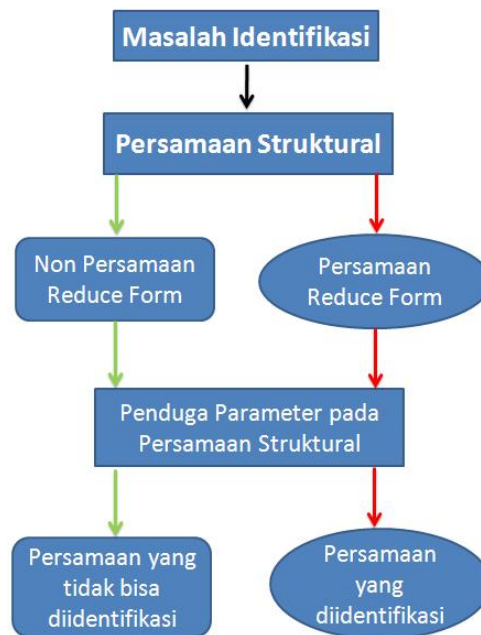 Masalah Identifikasi
Persamaan Struktural
Non Persamaan
Reduce Form
Persamaan
Reduce Form
Penduga Parameter pada
Persamaan Struktural
Persamaan yang
tidak bisa
diidentifikasi
Persamaan
yang
diidentifikasi